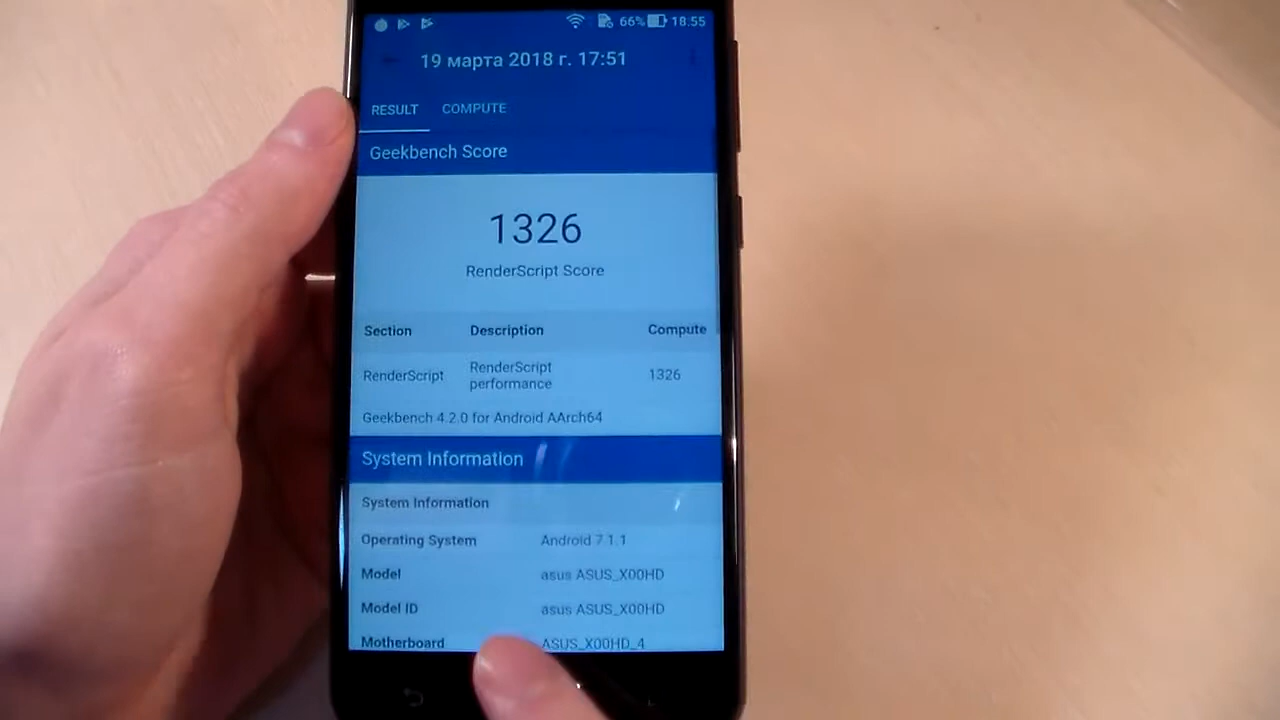 66% 18.55
19 марта 2018 г. 17:51
RESULT COMPUTE
Geekbench Score
1326
RenderScript Score
Section Description Compute
RenderScript RenderScript performance 1326
Geekbench 4.2.0 for Android AArch64
System Information
System Information
Operating System Android 7.1.1
Model asus ASUS_X00HD
Model ID asus ASUS_X00HD
Motherboard ASUS_X00HD_4